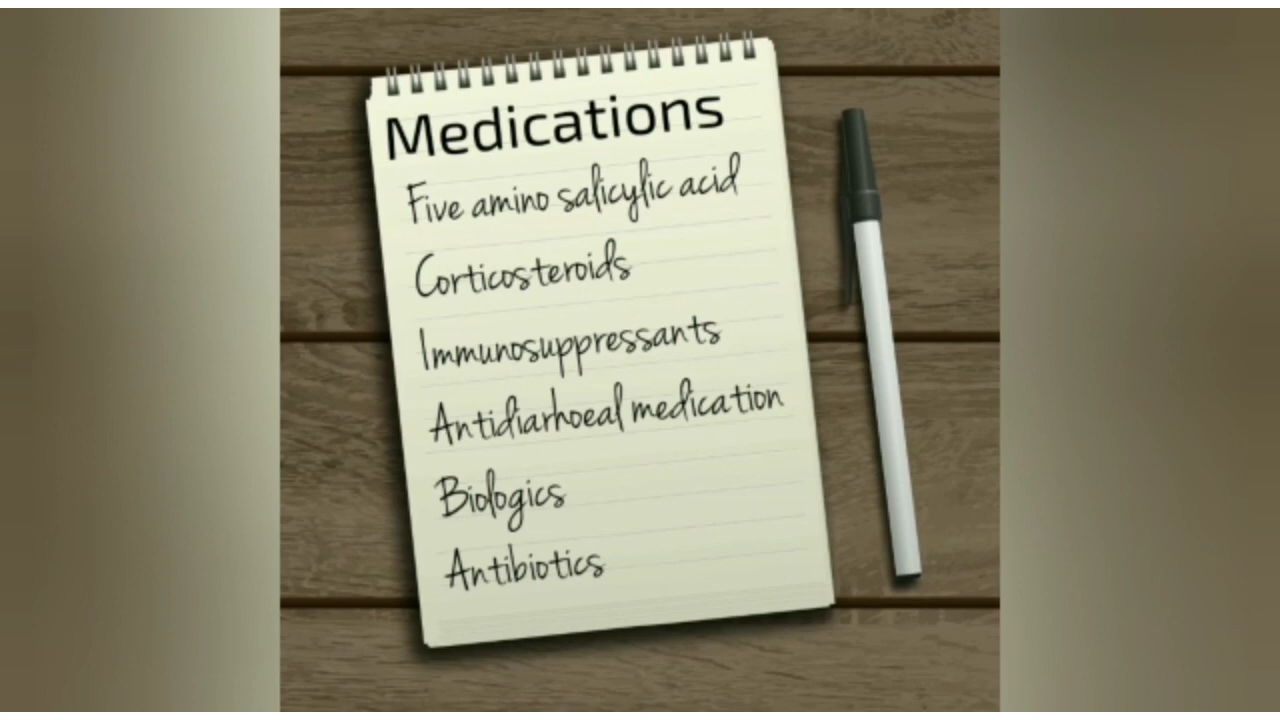 Medications
Five amino salicylic acid
Corticosteroids
Immunosuppressants
Antidiarhoeal medication
Biologics
Antibiotics